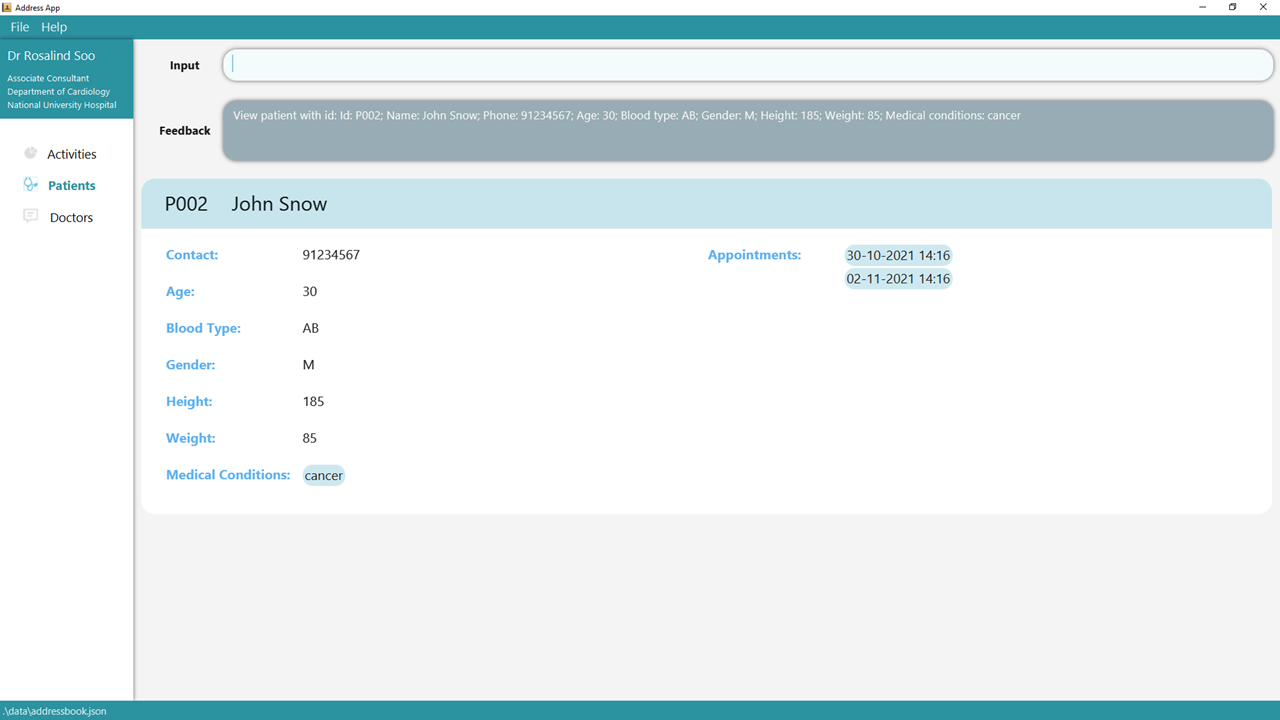 Address App
File Help
Dr Rosalind Soo
Associate Consultant
Department of Cardiology
National University Hospital
Activities
Patients
Doctors
Input
Feedback
View patient with id: Id: P002; Name: John Snow; Phone: 91234567; Age: 30; Blood type: AB; Gender: M; Height: 185; Weight: 85; Medical conditions: cancer
P002 John Snow
Contact: 91234567
Age: 30
Blood Type: AB
Gender: M
Height: 185
Weight: 85
Medical Conditions: cancer
Appointments: 30-10-2021 14:16
02-11-2021 14:16
.\data\addressbook.json